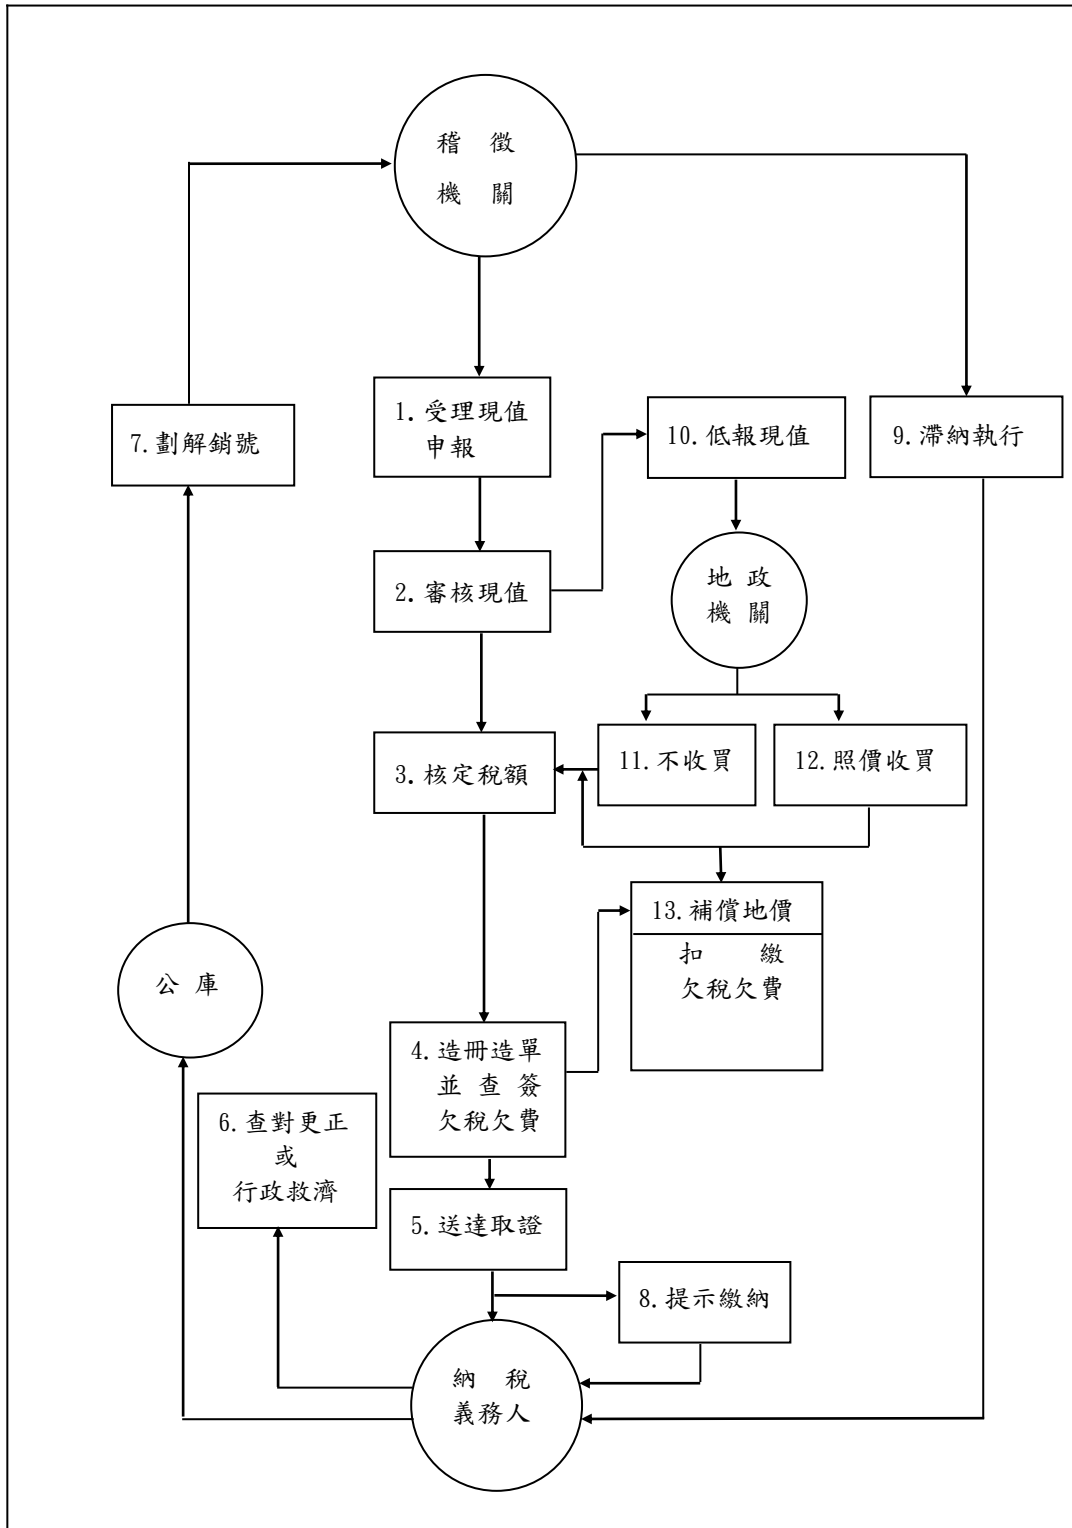 稽 徵
機 關
1.受理現值
申報
10.低報現值
9.滯納執行
7.劃解銷號
2.審核現值
地 政
機 關
3.核定稅額
11.不收買
12.照價收買
13.補償地價
扣 繳
欠稅欠費
公 庫
4.造冊造單
並 查 簽
欠稅欠費
6.查對更正
或
行政救濟
5.送達取證
8.提示繳納
納 稅
義務人